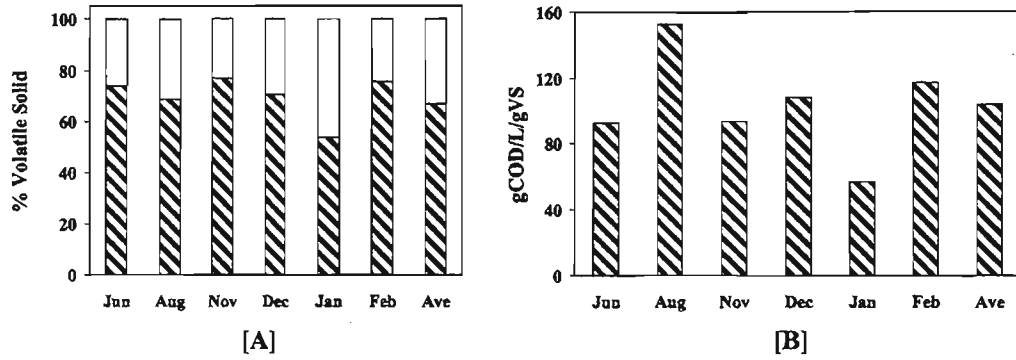 % Volatile Solid
100
80
60
40
20
0
Jun Aug Nov Dec Jan Feb Ave
[A]
gCOD/L/gVS
160
120
80
40
0
Jun Aug Nov Dec Jan Feb Ave
[B]